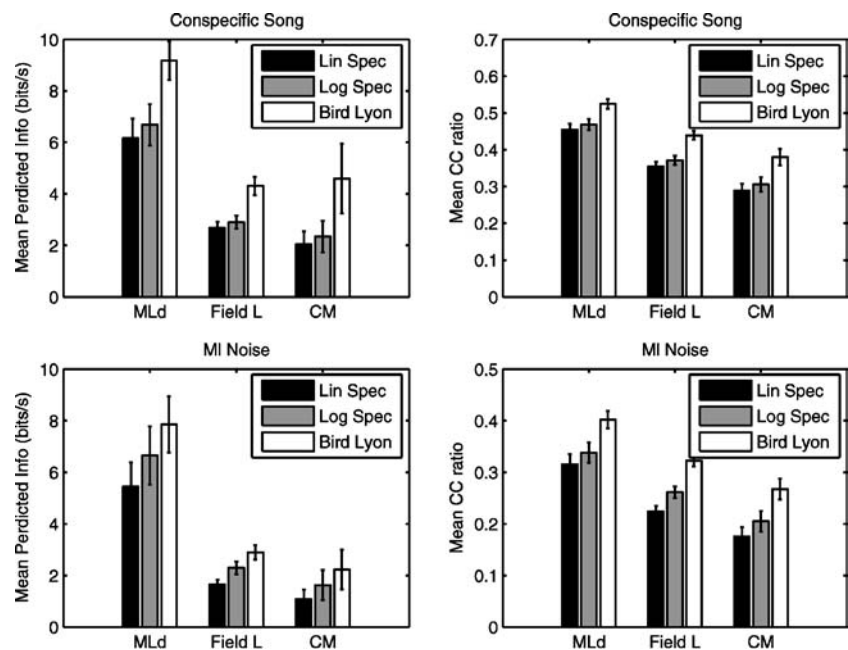 Conspecific Song
Mean Perdicted Info (bits/s)
10
8
6
4
2
0
Lin Spec
Log Spec
Bird Lyon
MLd
Field L
CM
Conspecific Song
Mean CC ratio
0.7
0.6
0.5
0.4
0.3
0.2
0.1
0
Lin Spec
Log Spec
Bird Lyon
MLd
Field L
CM
Ml Noise
Mean Perdicted Info (bits/s)
10
8
6
4
2
0
Lin Spec
Log Spec
Bird Lyon
MLd
Field L
CM
Ml Noise
Mean CC ratio
0.5
0.4
0.3
0.2
0.1
0
Lin Spec
Log Spec
Bird Lyon
MLd
Field L
CM